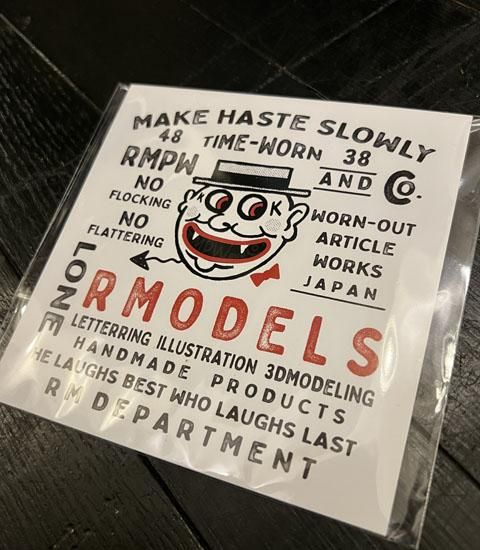 MAKE HASTE SLOWLY
48 TIME-WORN 38
RMPW
AND Co.
NO
FLOCKING
NO
FLATTERING
K
WORN-OUT
ARTICLE
WORKS
JAPAN
LONE
RMODELS
LETTERRING ILLUSTRATION 3DMODELING
HANDMADE PRODUCTS
HE LAUGHS BEST WHO LAUGHS LAST
RM DEPARTMENT